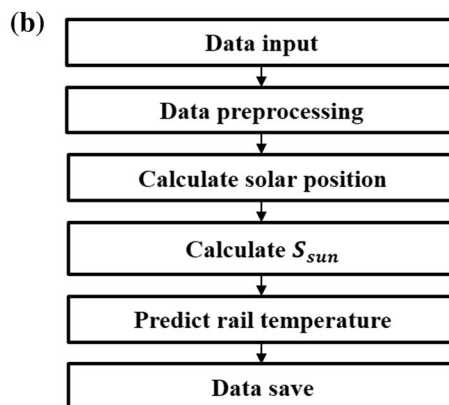 (b)
Data input
Data preprocessing
Calculate solar position
Calculate S_sun
Predict rail temperature
Data save